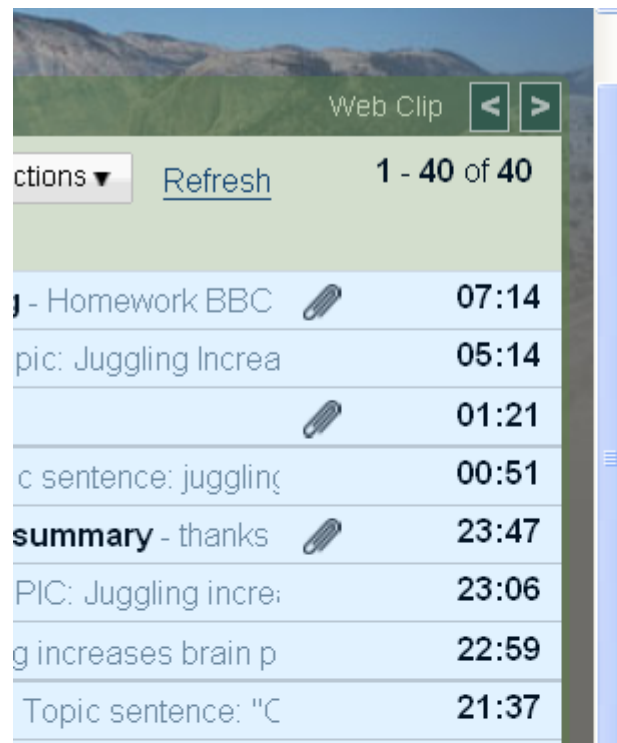 Web Clip < >
ctions ▾ Refresh 1 - 40 of 40
g - Homework BBC 07:14
pic: Juggling Increa 05:14
01:21
c sentence: juggling 00:51
summary - thanks 23:47
PIC: Juggling increa 23:06
g increases brain p 22:59
Topic sentence: "C 21:37